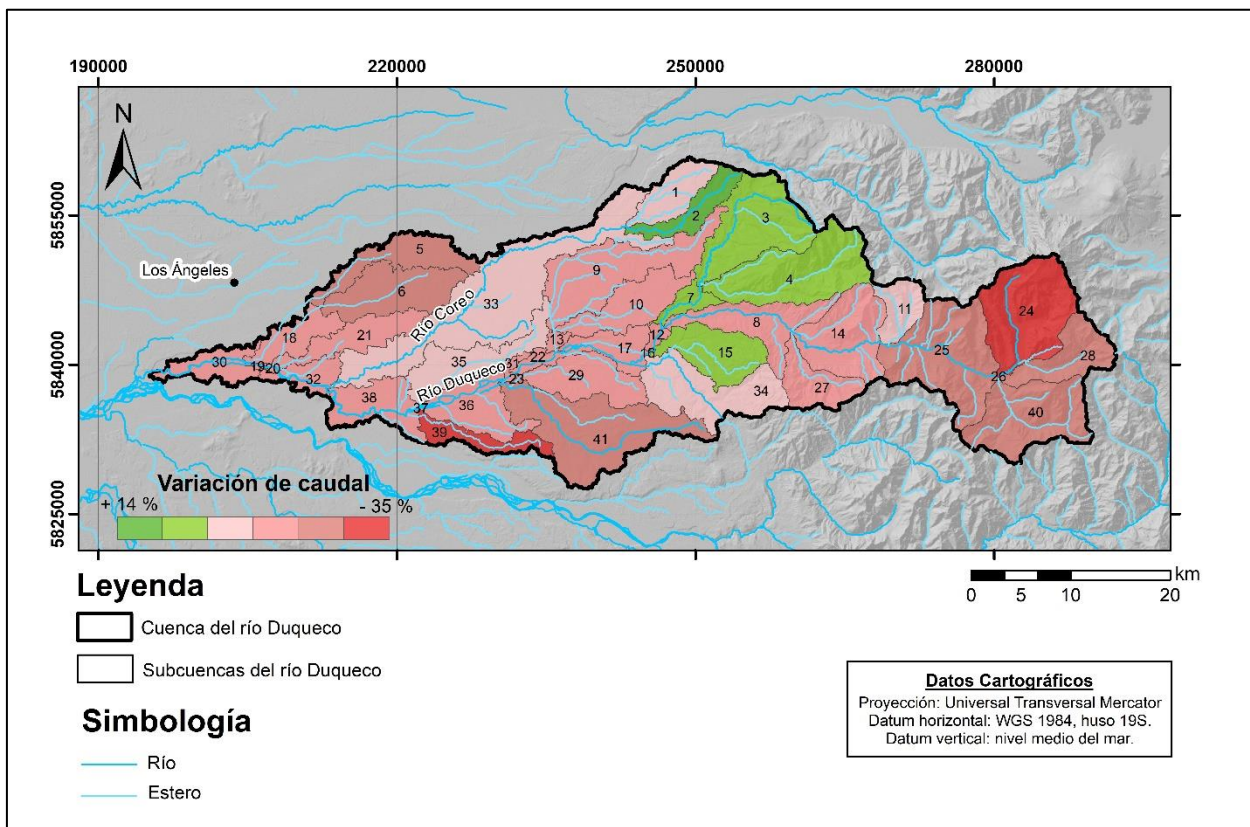 190000
220000
250000
280000
N
5855000
5840000
5825000
Los Ángeles
Río Coreo
Río Duqueco
1
2
3
4
5
6
7
8
9
10
11
12
13
14
15
16
17
18
19
20
21
22
23
24
25
26
27
28
29
30
31
32
33
34
35
36
37
38
39
40
41
Variación de caudal
+ 14 %
- 35 %
Leyenda
Cuenca del río Duqueco
Subcuencas del río Duqueco
Simbología
Río
Estero
km
0 5 10 20
Datos Cartográficos
Proyección: Universal Transversal Mercator
Datum horizontal: WGS 1984, huso 19S.
Datum vertical: nivel medio del mar.